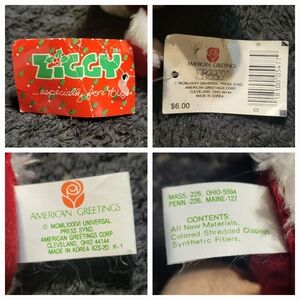 ZIGGY
...especially for You
AMERICAN GREETINGS
UNIVERSAL PRESS SYND.
AMERICAN GREETINGS CORP
CLEVELAND, OHIO 44144
MADE IN KOREA
$6.00
AMERICAN GREETINGS
© MCMLXXXVI UNIVERSAL
PRESS SYND.
AMERICAN GREETINGS CORP
CLEVELAND, OHIO 44144
MADE IN KOREA XZS-2D K-1
MASS. -226, OHIO-5594
PENN. -226, MAINE-127
CONTENTS:
All New Materials,
Colored Shredded Clippings
Synthetic Fibers,